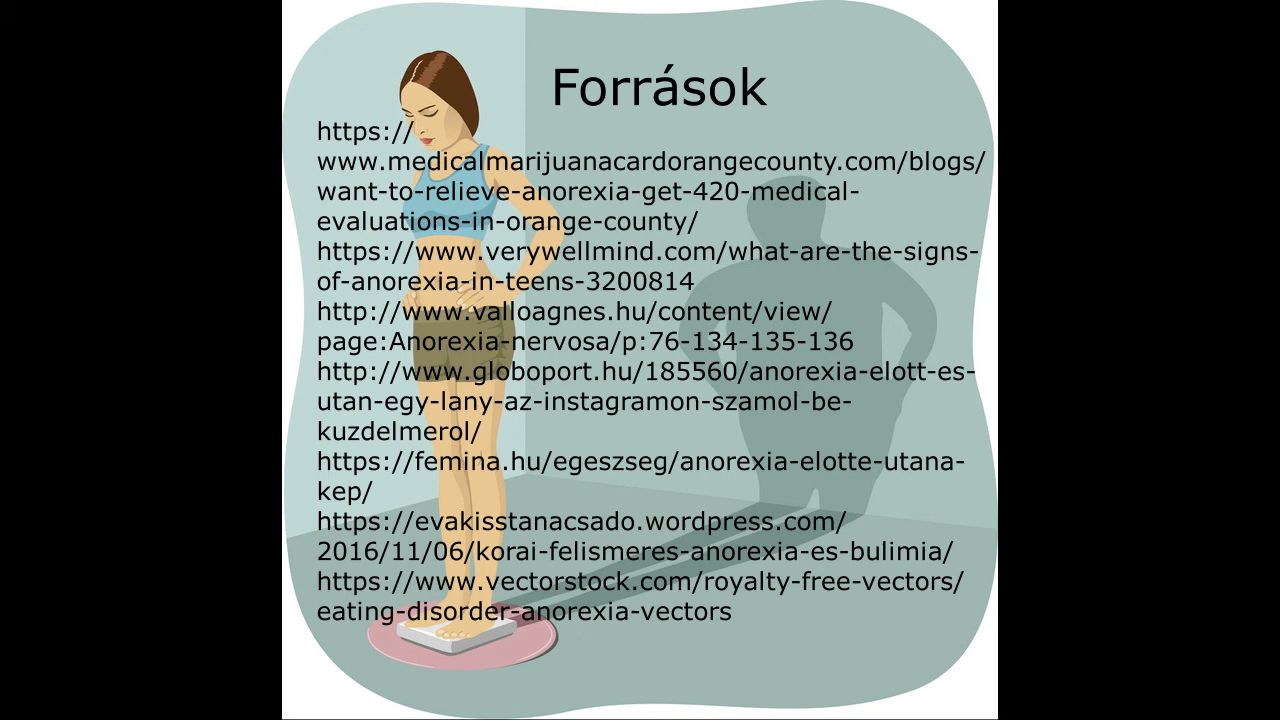 Források
https://
www.medicalmarijuanacardorangecounty.com/blogs/
want-to-relieve-anorexia-get-420-medical-
evaluations-in-orange-county/
https://www.verywellmind.com/what-are-the-signs-
of-anorexia-in-teens-3200814
http://www.valloagnes.hu/content/view/
page:Anorexia-nervosa/p:76-134-135-136
http://www.globoport.hu/185560/anorexia-elott-es-
utan-egy-lany-az-instagramon-szamol-be-
kuzdelmerol/
https://femina.hu/egeszseg/anorexia-elotte-utana-
kep/
https://evakisstanacsado.wordpress.com/
2016/11/06/korai-felismeres-anorexia-es-bulimia/
https://www.vectorstock.com/royalty-free-vectors/
eating-disorder-anorexia-vectors